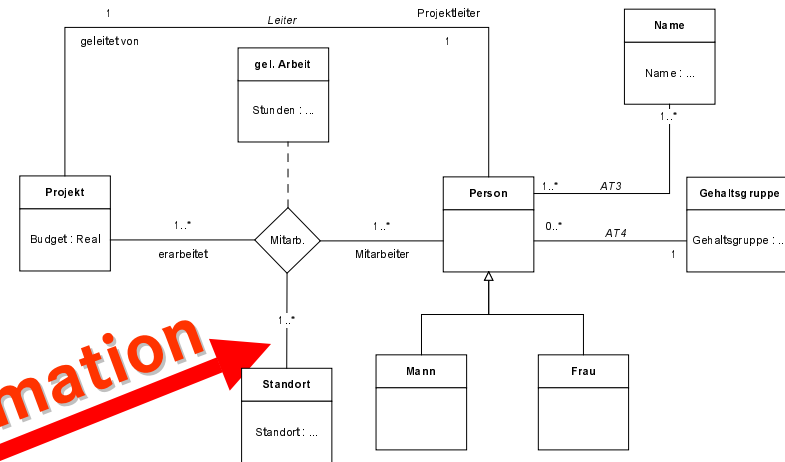 1
Leiter
Projektleiter
geleitet von
1
Name
Name : ...
1..*
gel. Arbeit
Stunden : ...
Projekt
Budget : Real
1..*
erarbeitet
Mitarb.
1..*
Mitarbeiter
Person
1..*
AT3
0..*
AT4
1
Gehaltsgruppe
Gehaltsgruppe : ..
1..*
Standort
Standort : ...
Mann
Frau
mation